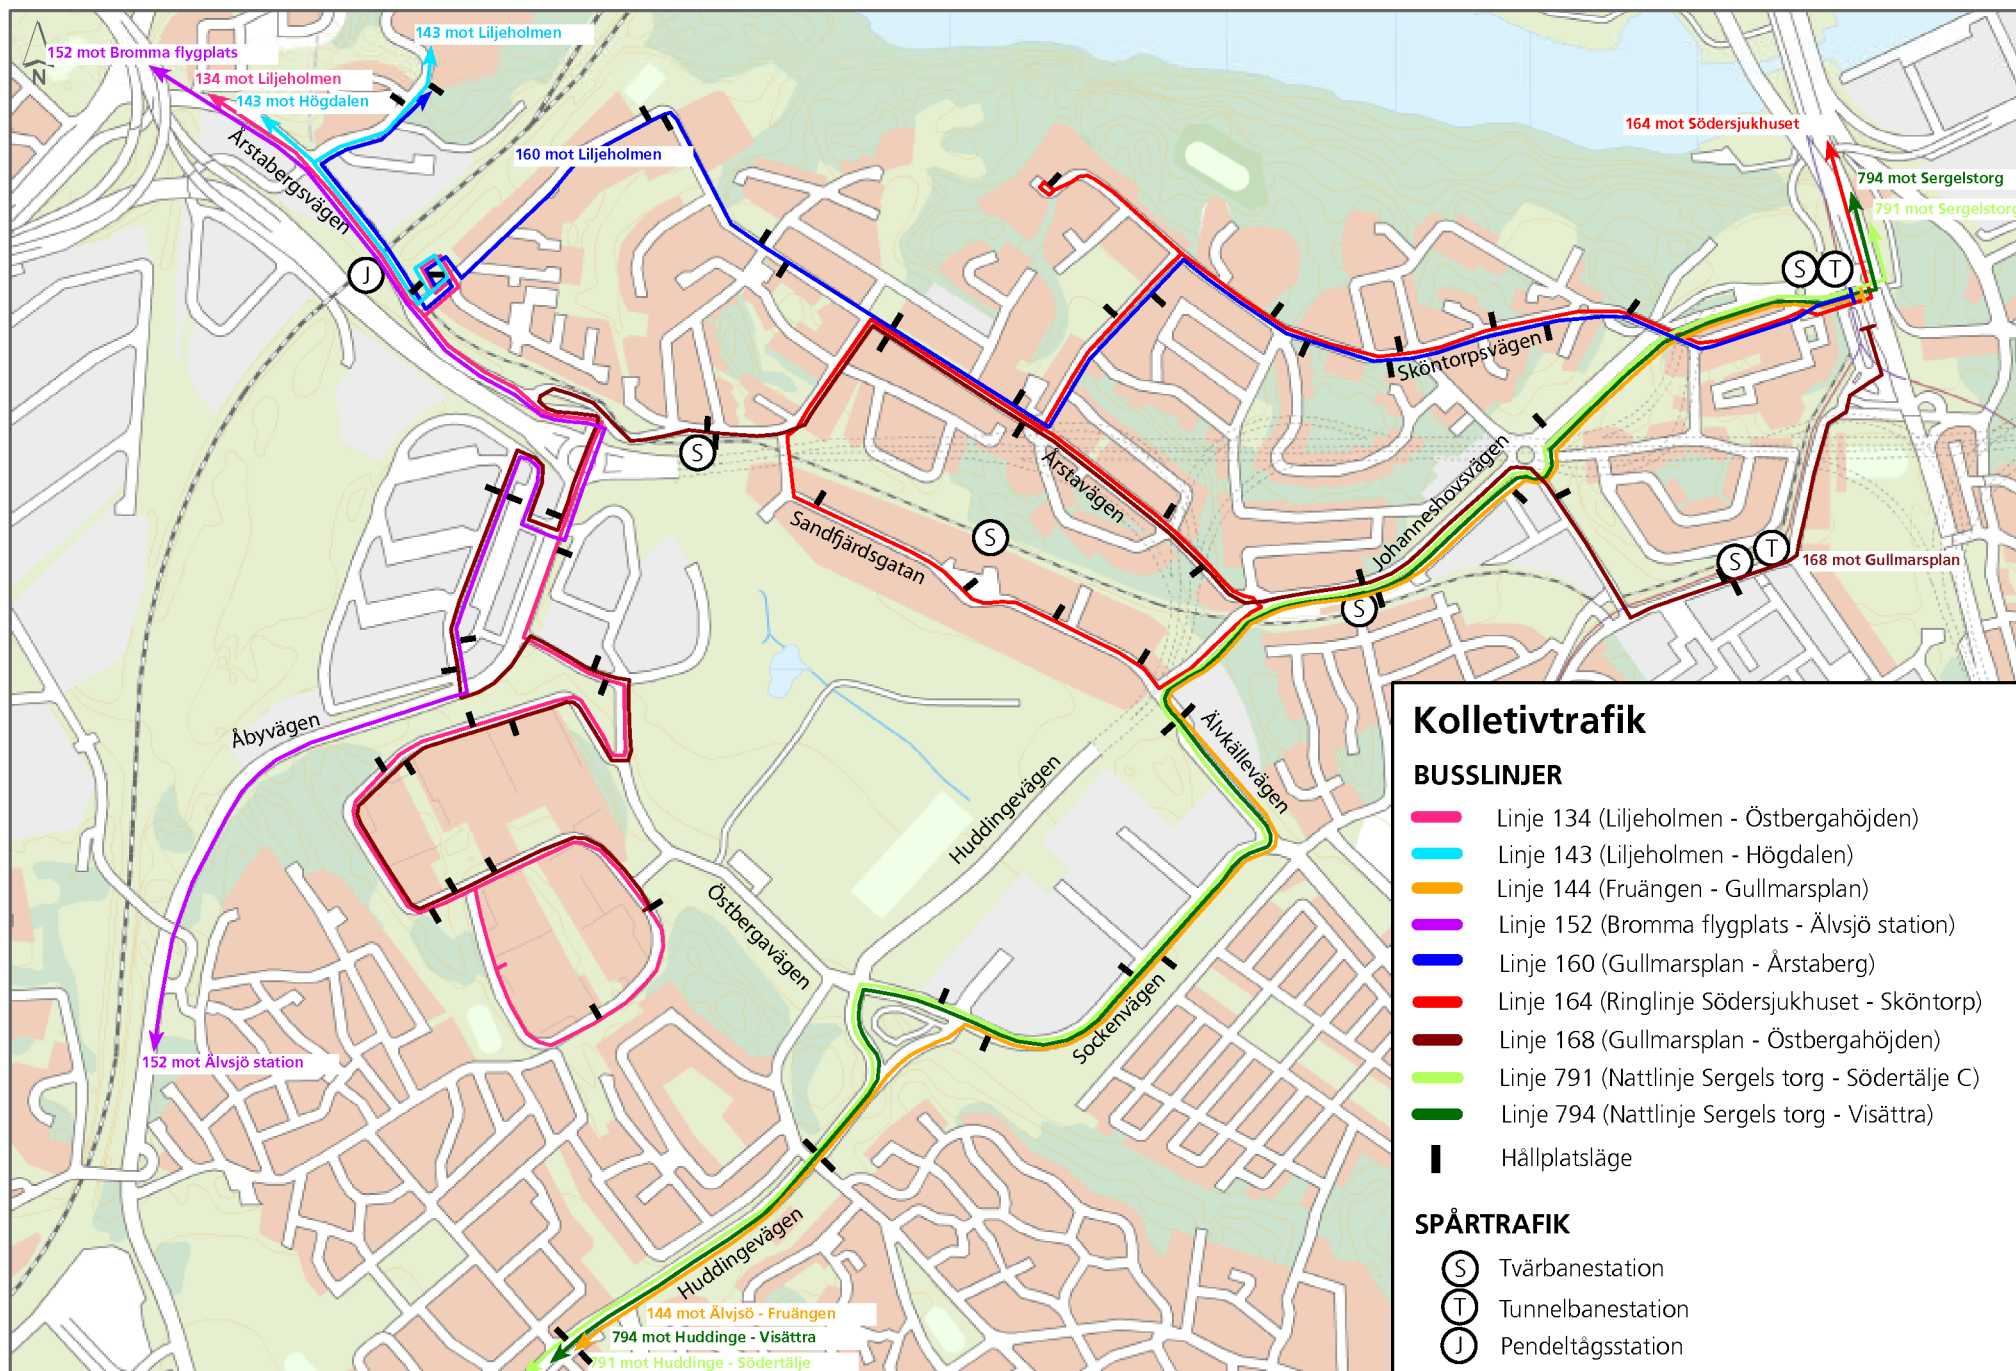 143 mot Liljeholmen
152 mot Bromma flygplats
134 mot Liljeholmen
143 mot Högdalen
N
Årstabergsvägen
160 mot Liljeholmen
164 mot Södersjukhuset
794 mot Sergelstorg
791 mot Sergelstorg
J
S
T
Sköntorpsvägen
S
Årstavägen
Johanneshovsvägen
Sandfjärdsgatan
S
S
T
168 mot Gullmarsplan
S
Åbyvägen
Älvkällevägen
Huddingevägen
Östbergavägen
Sockenvägen
152 mot Älvsjö station
Huddingevägen
144 mot Älvjsö - Fruängen
794 mot Huddinge - Visättra
791 mot Huddinge - Södertälje
Kolletivtrafik
BUSSLINJER
Linje 134 (Liljeholmen - Östbergahöjden)
Linje 143 (Liljeholmen - Högdalen)
Linje 144 (Fruängen - Gullmarsplan)
Linje 152 (Bromma flygplats - Älvsjö station)
Linje 160 (Gullmarsplan - Årstaberg)
Linje 164 (Ringlinje Södersjukhuset - Sköntorp)
Linje 168 (Gullmarsplan - Östbergahöjden)
Linje 791 (Nattlinje Sergels torg - Södertälje C)
Linje 794 (Nattlinje Sergels torg - Visättra)
Hållplatsläge
SPÅRTRAFIK
S Tvärbanestation
T Tunnelbanestation
J Pendeltågsstation